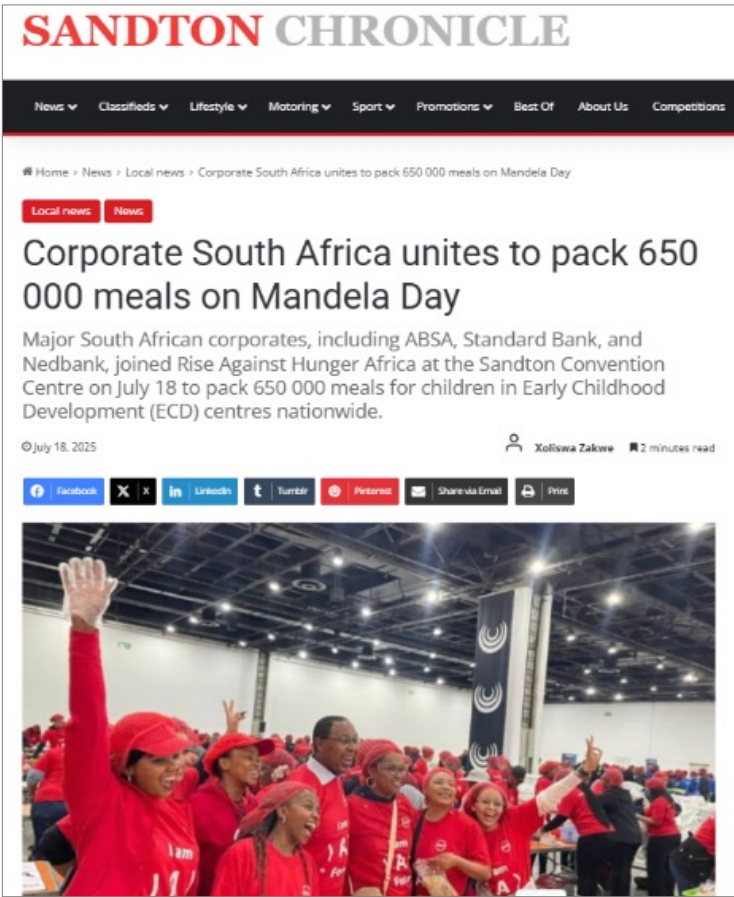 SANDTON CHRONICLE
News Classifieds Lifestyle Motoring Sport Promotions Best Of About Us Competitions
Home > News > Local news > Corporate South Africa unites to pack 650 000 meals on Mandela Day
Local news News
Corporate South Africa unites to pack 650
000 meals on Mandela Day
Major South African corporates, including ABSA, Standard Bank, and
Nedbank, joined Rise Against Hunger Africa at the Sandton Convention
Centre on July 18 to pack 650 000 meals for children in Early Childhood
Development (ECD) centres nationwide.
July 18, 2025 Xoliswa Zakwe 2 minutes read
Facebook X LinkedIn Tumblr Pinterest Share via Email Print
I am
I am
am